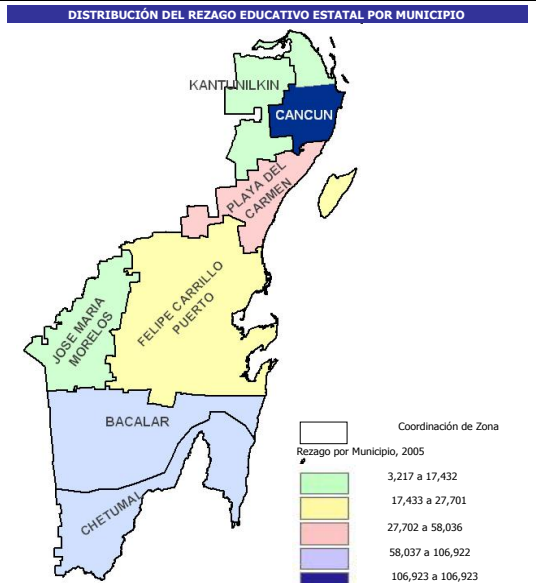 DISTRIBUCIÓN DEL REZAGO EDUCATIVO ESTATAL POR MUNICIPIO
KANTUNILKIN
CANCUN
PLAYA DEL
CARMEN
FELIPE CARRILLO
PUERTO
JOSE MARIA
MORELOS
BACALAR
CHETUMAL
Coordinación de Zona
Rezago por Municipio, 2005
3,217 a 17,432
17,433 a 27,701
27,702 a 58,036
58,037 a 106,922
106,923 a 106,923